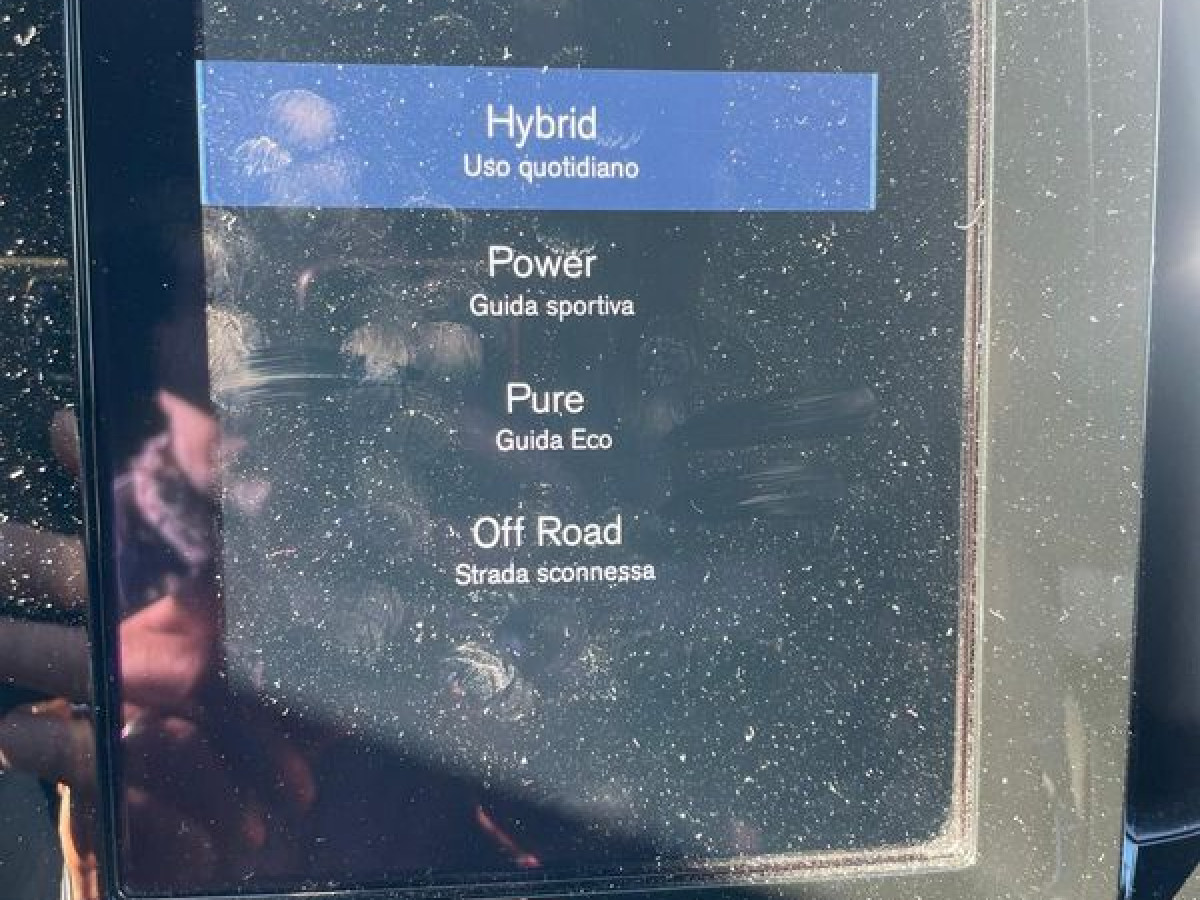 Hybrid
Uso quotidiano
Power
Guida sportiva
Pure
Guida Eco
Off Road
Strada sconnessa